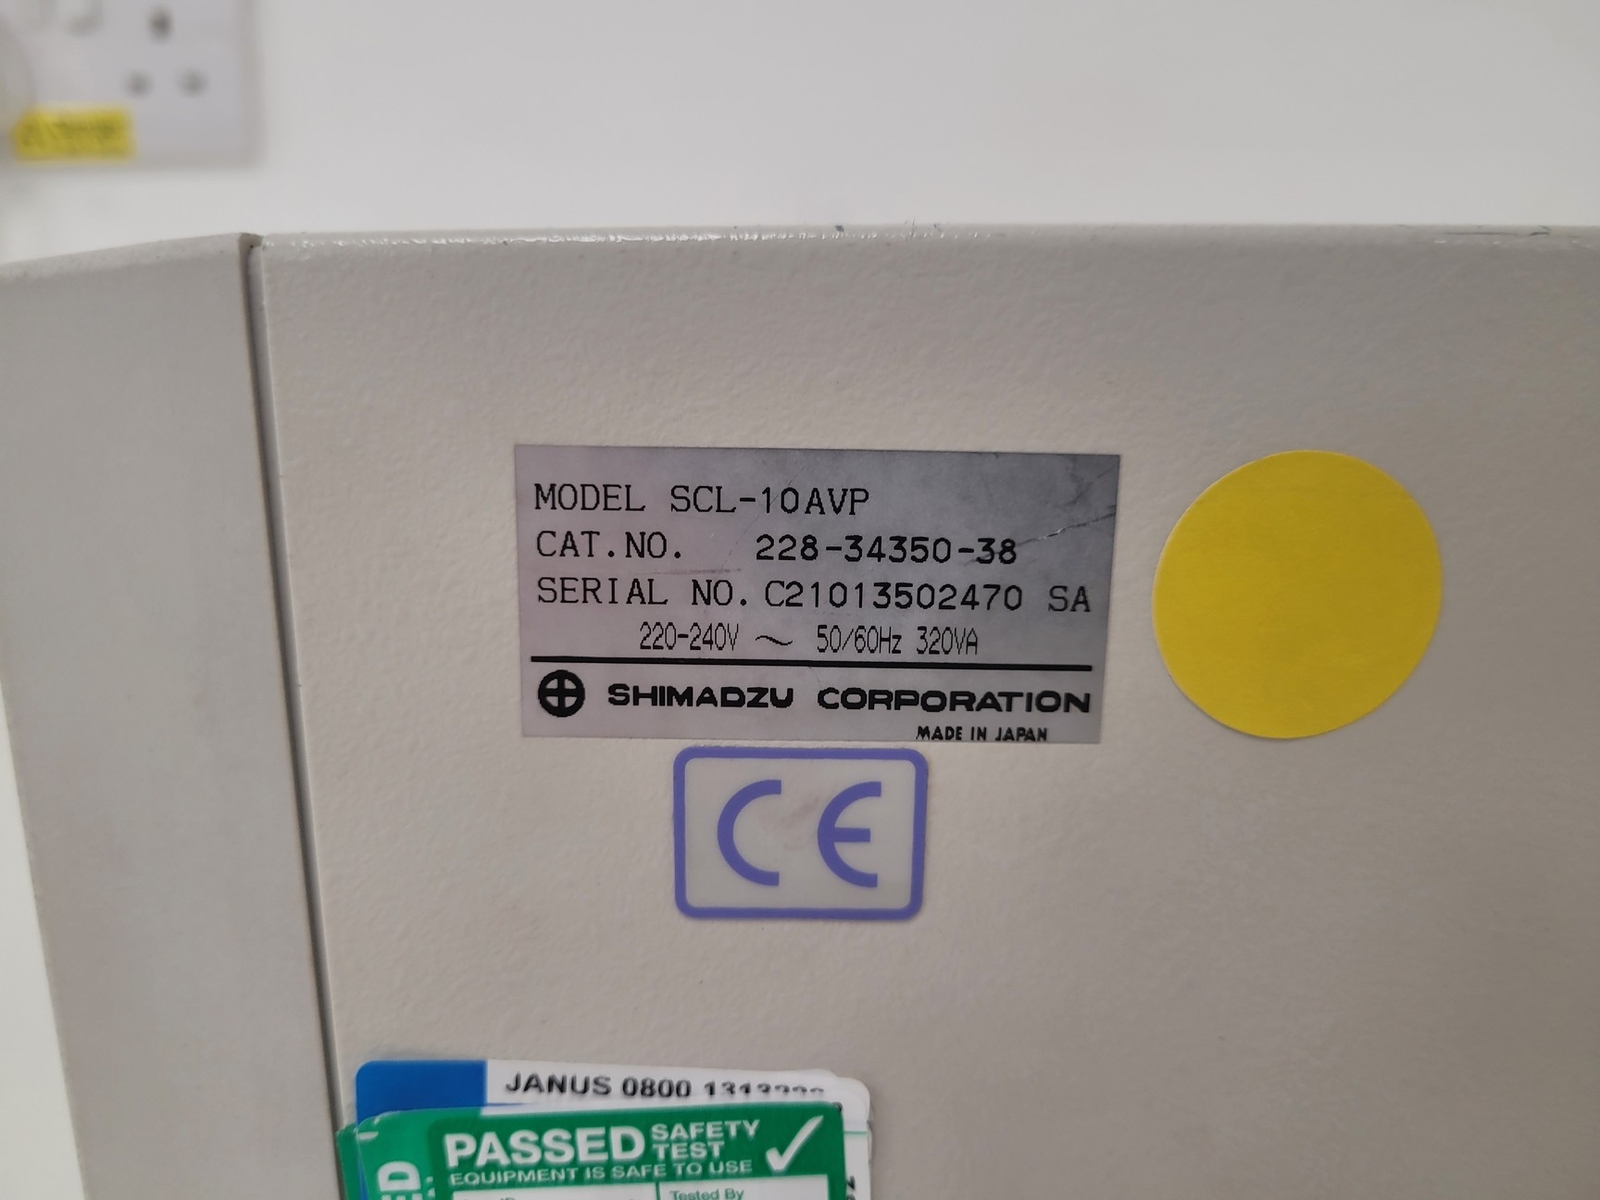 MODEL SCL-10AVP
CAT.NO. 228-34350-38
SERIAL NO. C21013502470 SA
220-240V ～ 50/60Hz 320VA
SHIMADZU CORPORATION
MADE IN JAPAN
CE
JANUS 0800
PASSED SAFETY TEST
EQUIPMENT IS SAFE TO USE
Tested By